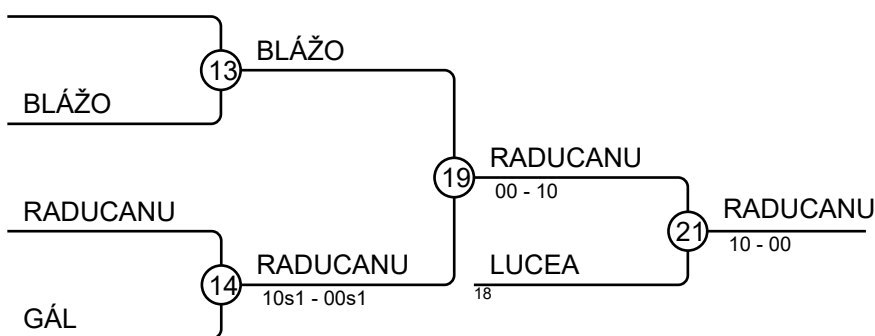 BLÁŽO
13
BLÁŽO
RADUCANU
19
00 - 10
RADUCANU
RADUCANU
21
10 - 00
RADUCANU
14
10s1 - 00s1
LUCEA
18
GÁL